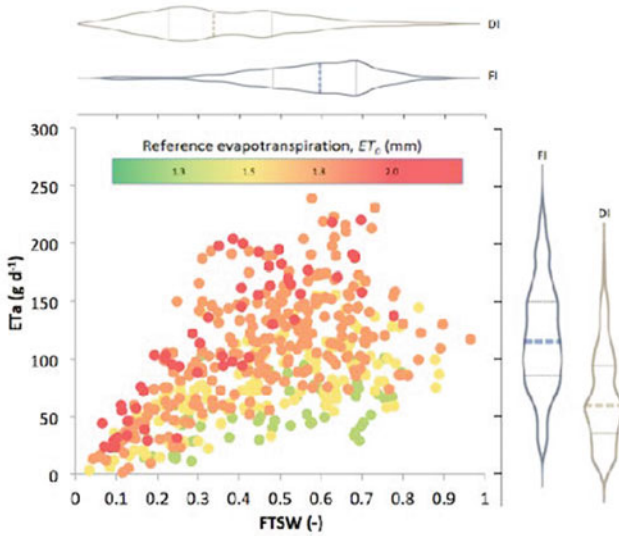 DI
FI
Reference evapotranspiration, ET₀ (mm)
1.3 1.5 1.8 2.0
300
250
200
150
100
50
0
ETa (g d⁻¹)
0 0.1 0.2 0.3 0.4 0.5 0.6 0.7 0.8 0.9 1
FTSW (-)
FI
DI